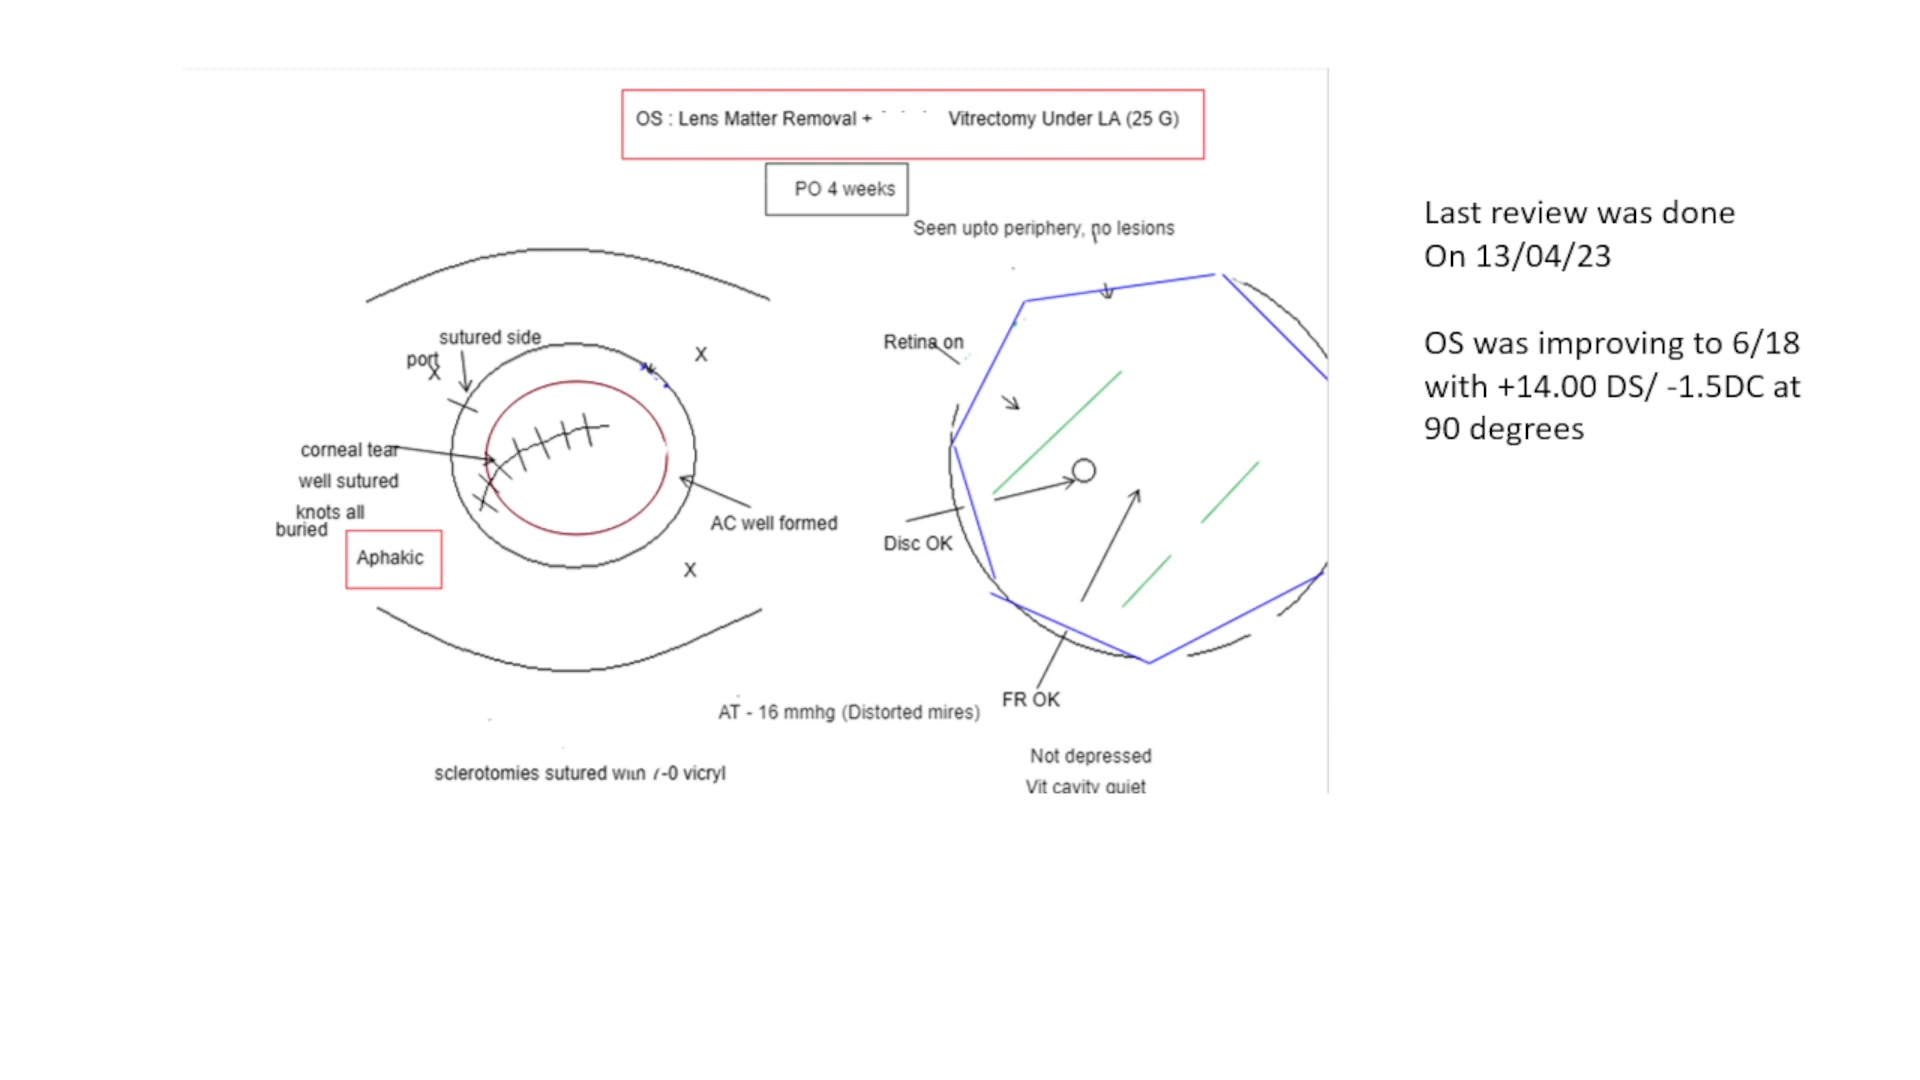 OS : Lens Matter Removal + Vitrectomy Under LA (25 G)
PO 4 weeks
Seen upto periphery, no lesions
sutured side
port
X
X
Retina on
corneal tear
well sutured
knots all
buried
Aphakic
AC well formed
X
Disc OK
FR OK
AT - 16 mmhg (Distorted mires)
Not depressed
Vit cavity quiet
sclerotomies sutured with 7-0 vicryl
Last review was done
On 13/04/23
OS was improving to 6/18
with +14.00 DS/ -1.5DC at
90 degrees